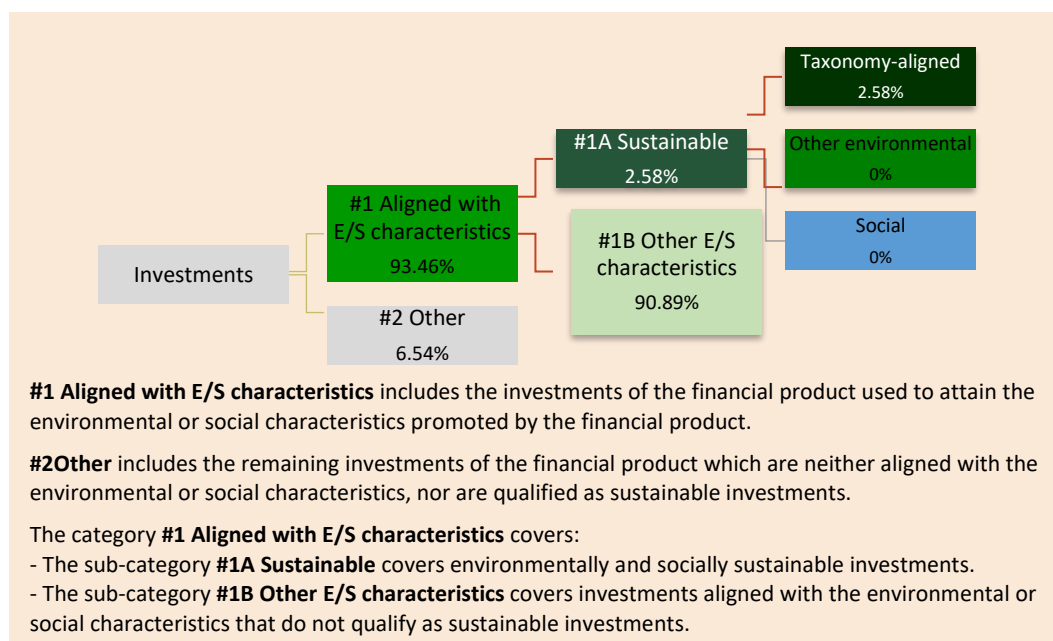 Taxonomy-aligned
2.58%
#1A Sustainable
2.58%
Other environmental
0%
#1 Aligned with
E/S characteristics
93.46%
#1B Other E/S
characteristics
90.89%
Social
0%
Investments
#2 Other
6.54%
#1 Aligned with E/S characteristics includes the investments of the financial product used to attain the
environmental or social characteristics promoted by the financial product.
#2Other includes the remaining investments of the financial product which are neither aligned with the
environmental or social characteristics, nor are qualified as sustainable investments.
The category #1 Aligned with E/S characteristics covers:
- The sub-category #1A Sustainable covers environmentally and socially sustainable investments.
- The sub-category #1B Other E/S characteristics covers investments aligned with the environmental or
social characteristics that do not qualify as sustainable investments.